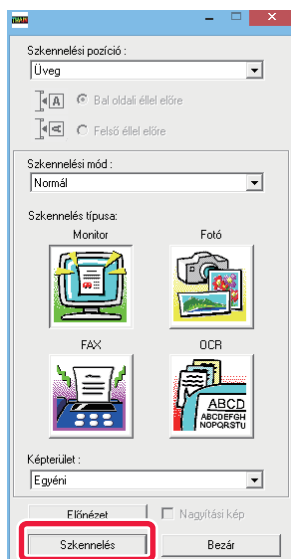 Szkennelési pozíció :
Üveg
A Bal oldali éllel előre
A Felső éllel előre
Szkennelési mód :
Normál
Szkennelés típusa:
Monitor Fotó
FAX OCR
ABCD
ABCDEFGH
NOPQRSTU
Képterület :
Egyéni
Előnézet Nagyítási kép
Szkennelés Bezár